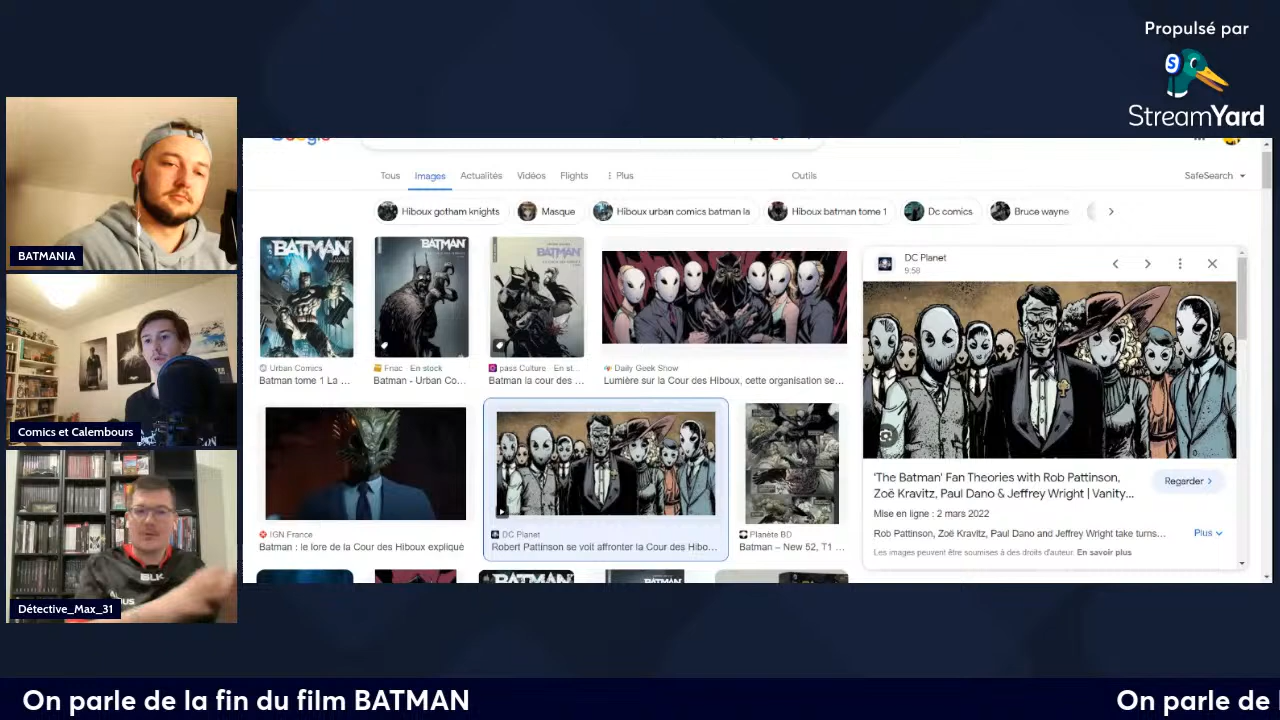 Propulsé par
StreamYard
BATMANIA
Comics et Calembours
BLK
Détective_Max_31
Tous Images Actualités Vidéos Flights Plus Outils SafeSearch
Hiboux gotham knights Masque Hiboux urban comics batman la Hiboux batman tome 1 Dc comics Bruce wayne
BATMAN BATMAN BATMAN
Urban Comics
Batman tome 1 La ...
Fnac · En stock
Batman - Urban Co...
pass Culture · En st...
Batman la cour des ...
Daily Geek Show
Lumière sur la Cour des Hiboux, cette organisation se...
IGN France
Batman : le lore de la Cour des Hiboux expliqué
DC Planet
Robert Pattinson se voit affronter la Cour des Hibo...
Planète BD
Batman – New 52, T1 ...
BATMAN
DC Planet
9:58
'The Batman' Fan Theories with Rob Pattinson,
Zoë Kravitz, Paul Dano & Jeffrey Wright | Vanity...
Regarder
Mise en ligne : 2 mars 2022
Rob Pattinson, Zoë Kravitz, Paul Dano and Jeffrey Wright take turns...
Plus
Les images peuvent être soumises à des droits d'auteur. En savoir plus
On parle de la fin du film BATMAN
On parle de